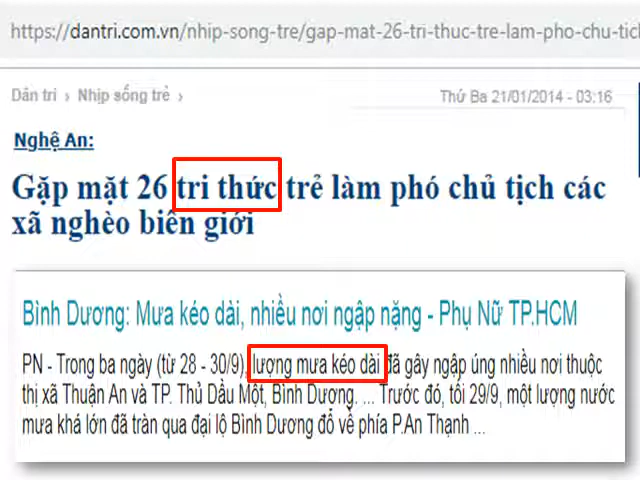 https://dantri.com.vn/nhip-song-tre/gap-mat-26-tri-thuc-tre-lam-pho-chu-tich
Dân trí › Nhịp sống trẻ ›
Thứ Ba 21/01/2014 - 03:16
Nghệ An:
Gặp mặt 26 tri thức trẻ làm phó chủ tịch các
xã nghèo biên giới
Bình Dương: Mưa kéo dài, nhiều nơi ngập nặng - Phụ Nữ TP.HCM
PN - Trong ba ngày (từ 28 - 30/9), lượng mưa kéo dài đã gây ngập úng nhiều nơi thuộc
thị xã Thuận An và TP. Thủ Dầu Một, Bình Dương. ... Trước đó, tối 29/9, một lượng nước
mưa khá lớn đã tràn qua đại lộ Bình Dương đổ về phía P.An Thạnh ...